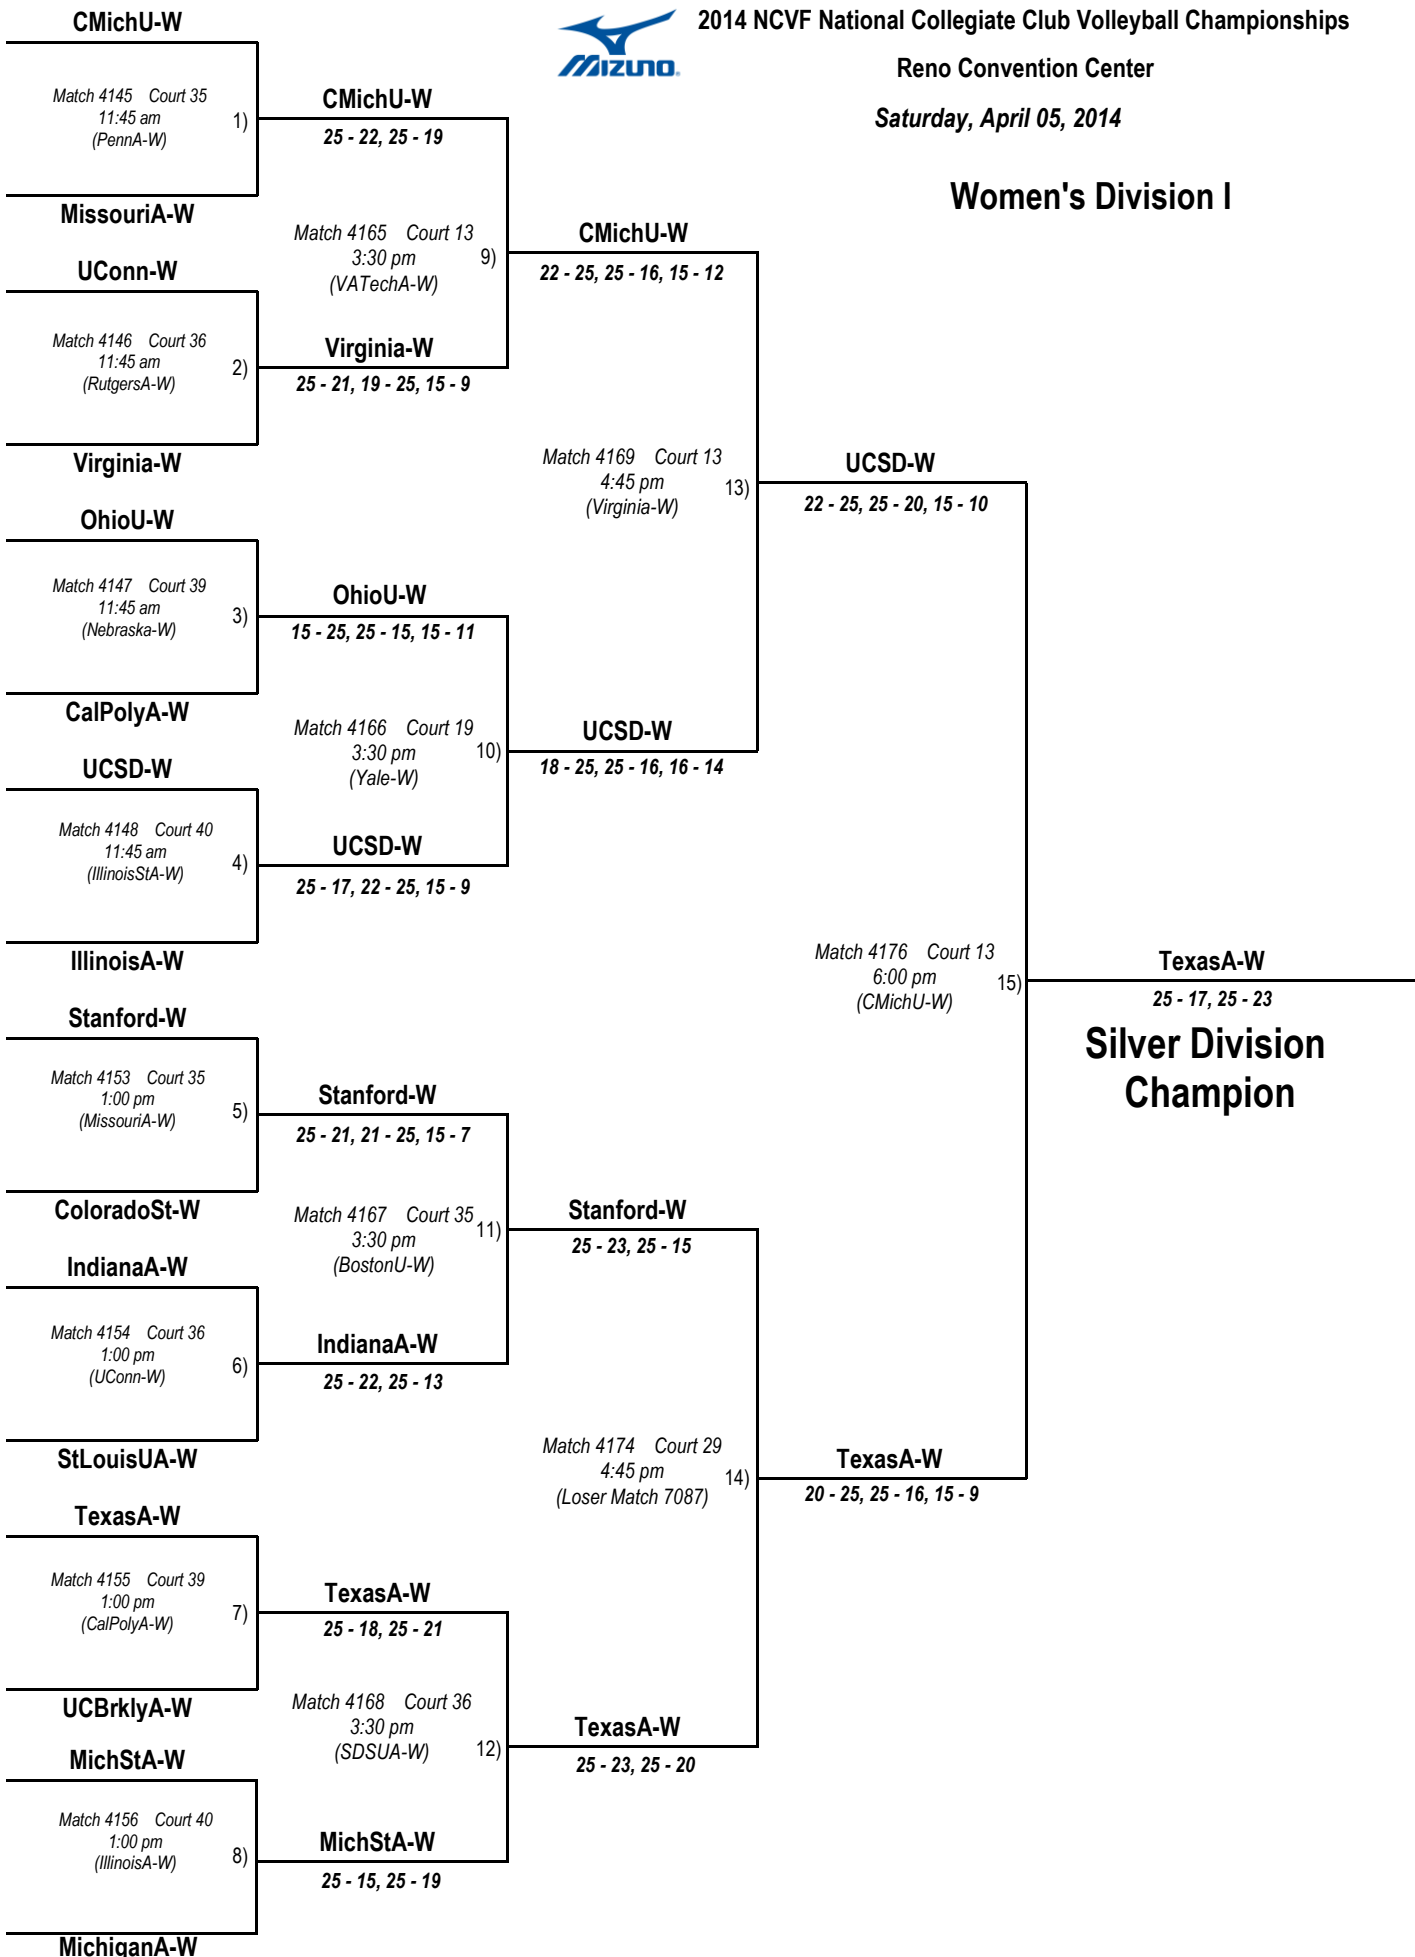 CMichU-W
2014 NCVF National Collegiate Club Volleyball Championships
MIZUNO
Reno Convention Center
Saturday, April 05, 2014
Women's Division I
Match 4145 Court 35
11:45 am
(PennA-W)
1)
CMichU-W
25 - 22, 25 - 19
MissouriA-W
Match 4165 Court 13
3:30 pm
(VATechA-W)
9)
CMichU-W
22 - 25, 25 - 16, 15 - 12
UConn-W
Match 4146 Court 36
11:45 am
(RutgersA-W)
2)
Virginia-W
25 - 21, 19 - 25, 15 - 9
Virginia-W
Match 4169 Court 13
4:45 pm
(Virginia-W)
13)
UCSD-W
22 - 25, 25 - 20, 15 - 10
OhioU-W
Match 4147 Court 39
11:45 am
(Nebraska-W)
3)
OhioU-W
15 - 25, 25 - 15, 15 - 11
CalPolyA-W
Match 4166 Court 19
3:30 pm
(Yale-W)
10)
UCSD-W
18 - 25, 25 - 16, 16 - 14
UCSD-W
Match 4148 Court 40
11:45 am
(IllinoisStA-W)
4)
UCSD-W
25 - 17, 22 - 25, 15 - 9
IllinoisA-W
Match 4176 Court 13
6:00 pm
(CMichU-W)
15)
TexasA-W
25 - 17, 25 - 23
Silver Division
Champion
Stanford-W
Match 4153 Court 35
1:00 pm
(MissouriA-W)
5)
Stanford-W
25 - 21, 21 - 25, 15 - 7
ColoradoSt-W
Match 4167 Court 35
3:30 pm
(BostonU-W)
11)
Stanford-W
25 - 23, 25 - 15
IndianaA-W
Match 4154 Court 36
1:00 pm
(UConn-W)
6)
IndianaA-W
25 - 22, 25 - 13
StLouisUA-W
Match 4174 Court 29
4:45 pm
(Loser Match 7087)
14)
TexasA-W
20 - 25, 25 - 16, 15 - 9
TexasA-W
Match 4155 Court 39
1:00 pm
(CalPolyA-W)
7)
TexasA-W
25 - 18, 25 - 21
UCBrklyA-W
Match 4168 Court 36
3:30 pm
(SDSUA-W)
12)
TexasA-W
25 - 23, 25 - 20
MichStA-W
Match 4156 Court 40
1:00 pm
(IllinoisA-W)
8)
MichStA-W
25 - 15, 25 - 19
MichiganA-W